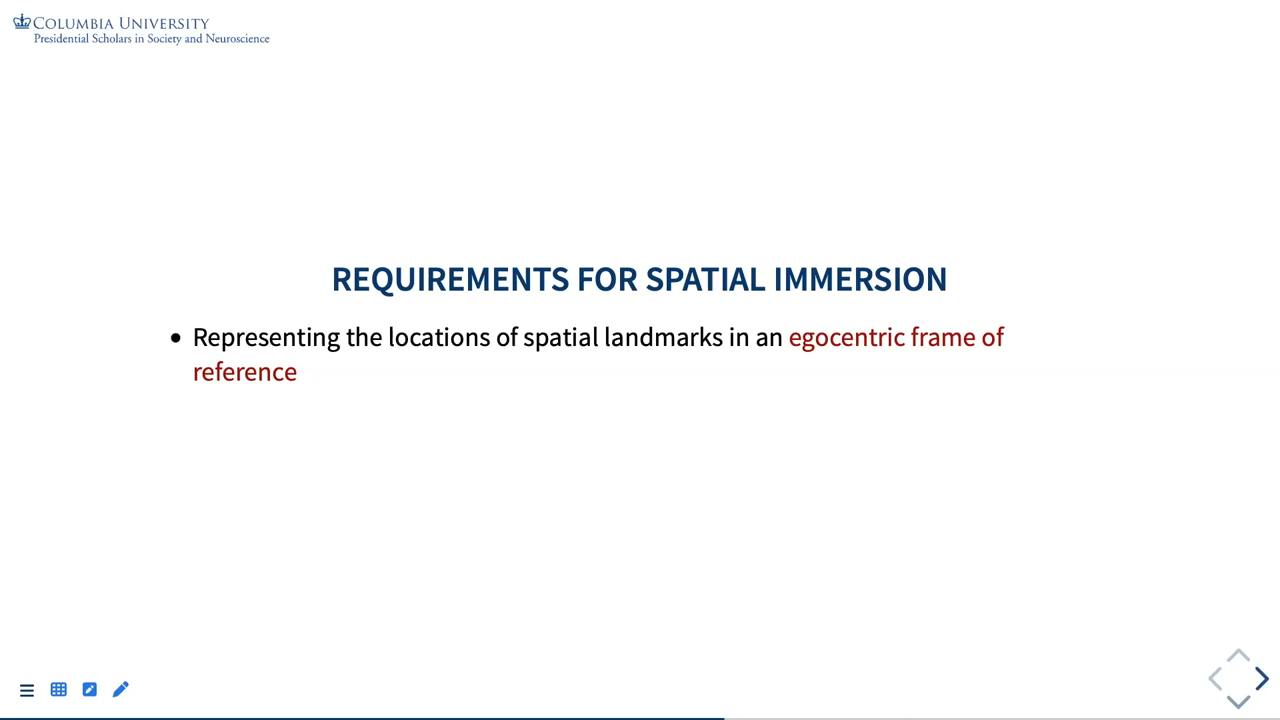 COLUMBIA UNIVERSITY
Presidential Scholars in Society and Neuroscience
REQUIREMENTS FOR SPATIAL IMMERSION
• Representing the locations of spatial landmarks in an egocentric frame of
reference